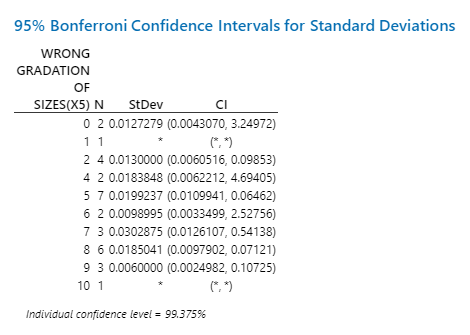 95% Bonferroni Confidence Intervals for Standard Deviations
WRONG
GRADATION
OF
SIZES(X5) N StDev CI
0 2 0.0127279 (0.0043070, 3.24972)
1 1 * (*, *)
2 4 0.0130000 (0.0060516, 0.09853)
4 2 0.0183848 (0.0062212, 4.69405)
5 7 0.0199237 (0.0109941, 0.06462)
6 2 0.0098995 (0.0033499, 2.52756)
7 3 0.0302875 (0.0126107, 0.54138)
8 6 0.0185041 (0.0097902, 0.07121)
9 3 0.0060000 (0.0024982, 0.10725)
10 1 * (*, *)
Individual confidence level = 99.375%